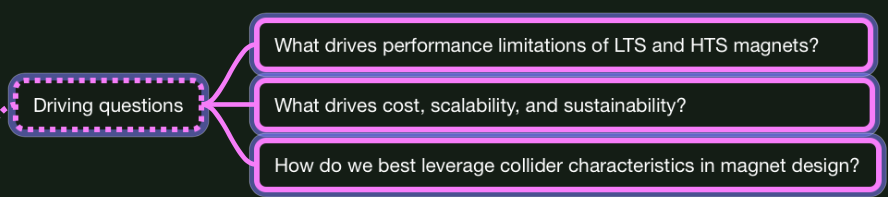 What drives performance limitations of LTS and HTS magnets?
Driving questions
What drives cost, scalability, and sustainability?
How do we best leverage collider characteristics in magnet design?